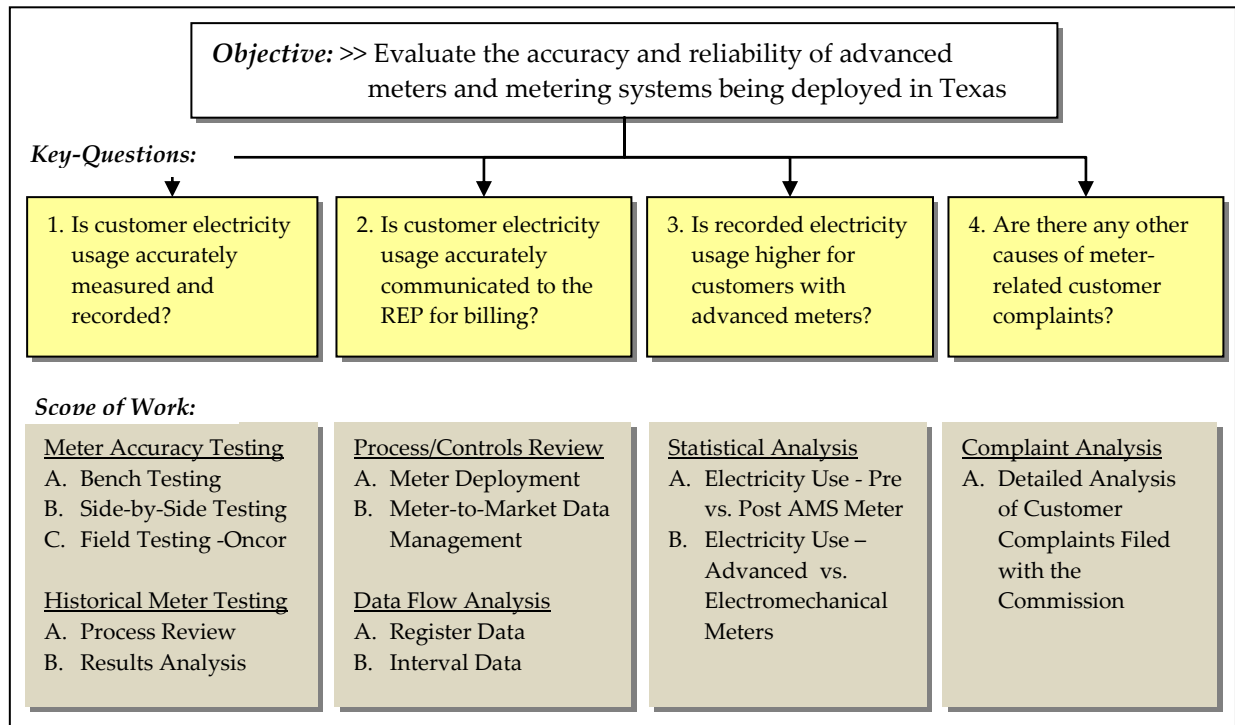 Objective: >> Evaluate the accuracy and reliability of advanced
meters and metering systems being deployed in Texas
Key-Questions:
1. Is customer electricity
usage accurately
measured and
recorded?
2. Is customer electricity
usage accurately
communicated to the
REP for billing?
3. Is recorded electricity
usage higher for
customers with
advanced meters?
4. Are there any other
causes of meter-
related customer
complaints?
Scope of Work:
Meter Accuracy Testing
A. Bench Testing
B. Side-by-Side Testing
C. Field Testing -Oncor
Historical Meter Testing
A. Process Review
B. Results Analysis
Process/Controls Review
A. Meter Deployment
B. Meter-to-Market Data
Management
Data Flow Analysis
A. Register Data
B. Interval Data
Statistical Analysis
A. Electricity Use - Pre
vs. Post AMS Meter
B. Electricity Use –
Advanced vs.
Electromechanical
Meters
Complaint Analysis
A. Detailed Analysis
of Customer
Complaints Filed
with the
Commission